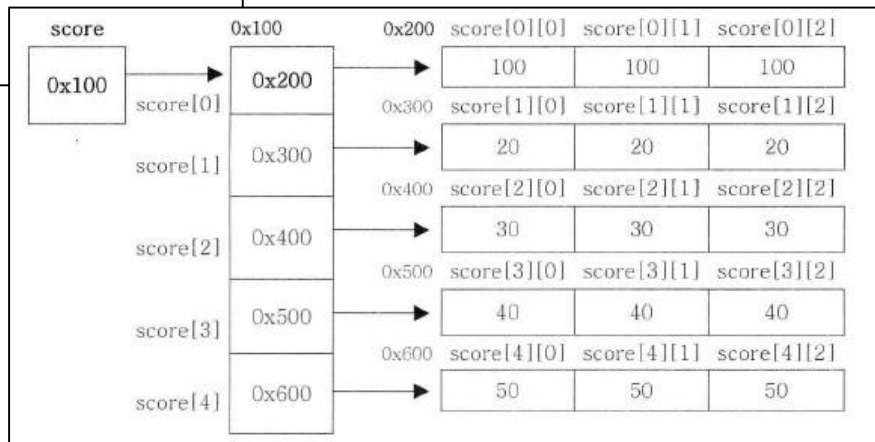 score 0x100 0x200 score[0][0] score[0][1] score[0][2]
0x100 0x200 100 100 100
score[0] 0x300 score[1][0] score[1][1] score[1][2]
score[1] 0x300 20 20 20
0x400 score[2][0] score[2][1] score[2][2]
score[2] 0x400 30 30 30
0x500 score[3][0] score[3][1] score[3][2]
score[3] 0x500 40 40 40
0x600 score[4][0] score[4][1] score[4][2]
score[4] 0x600 50 50 50